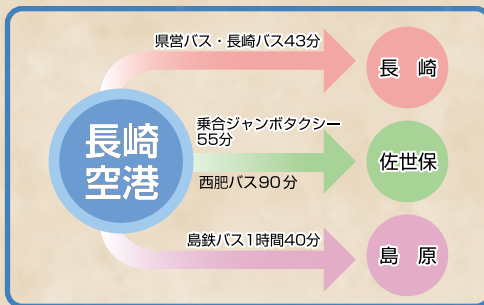 県営バス・長崎バス43分
長　崎
長崎
空港
乗合ジャンボタクシー
55分
佐世保
西肥バス90分
島鉄バス1時間40分
島　原